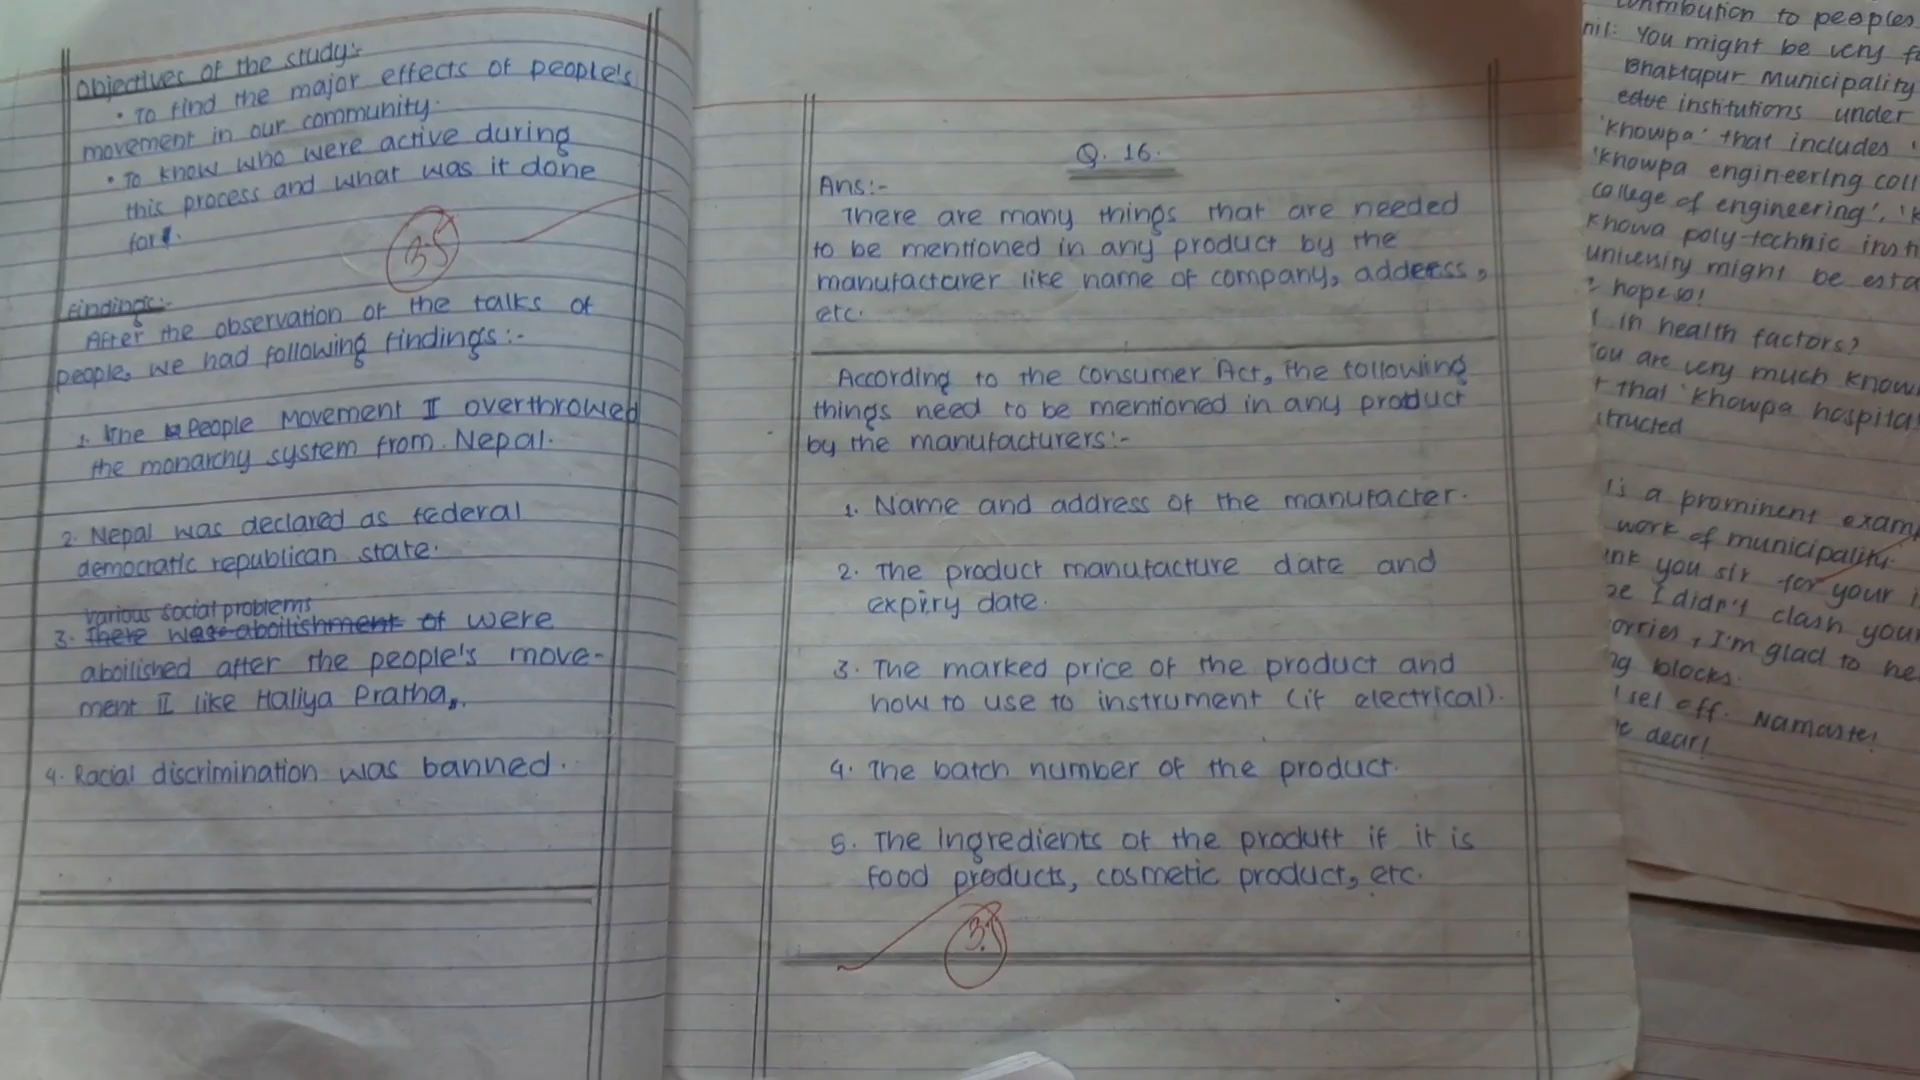 Objectives of the study:-
• To find the major effects of people's
movement in our community.
• To know who were active during
this process and what was it done
for.
3.5
Findings:-
After the observation of the talks of
people, we had following findings:-
1. The People Movement II overthrowed
the monarchy system from Nepal.
2. Nepal was declared as federal
democratic republican state.
various social problems
3. There was abolishment of were
abolished after the people's move-
ment II like Haliya Pratha,.
4. Racial discrimination was banned.
Q. 16.
Ans:-
There are many things that are needed
to be mentioned in any product by the
manufacturer like name of company, address,
etc.
According to the consumer Act, the following
things need to be mentioned in any product
by the manufacturers:-
1. Name and address of the manufacter.
2. The product manufacture date and
expiry date.
3. The marked price of the product and
how to use to instrument (if electrical).
4. The batch number of the product.
5. The ingredients of the product if it is
food products, cosmetic product, etc.
3.5
contribution to peoples
nil: You might be very f
Bhaktapur Municipality
edue institutions under
'Khowpa' that includes '
'Khowpa engineering coll
college of engineering', 'K
Khowa poly-technic insti
university might be esta
hope so!
in health factors?
You are very much know
that 'Khowpa hospital
structed
is a prominent examp
work of municipality.
ank you sir for your i
I didn't clash your
orries, I'm glad to he
ng blocks.
sel off. Namaste!
dear!